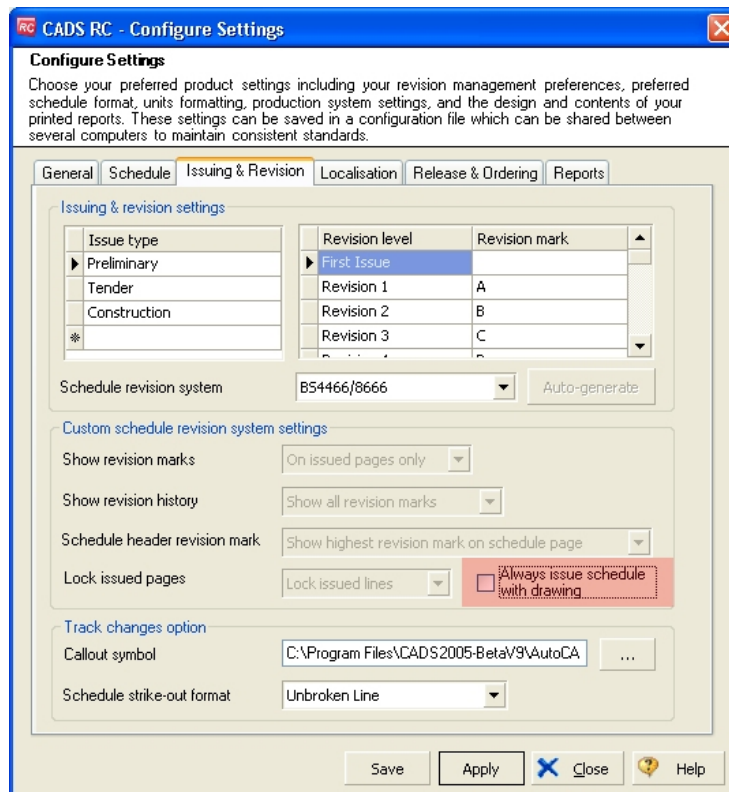 RC CADS RC - Configure Settings
Configure Settings
Choose your preferred product settings including your revision management preferences, preferred
schedule format, units formatting, production system settings, and the design and contents of your
printed reports. These settings can be saved in a configuration file which can be shared between
several computers to maintain consistent standards.
General Schedule Issuing & Revision Localisation Release & Ordering Reports
Issuing & revision settings
Issue type
Preliminary
Tender
Construction
Revision level Revision mark
First Issue
Revision 1 A
Revision 2 B
Revision 3 C
Schedule revision system BS4466/8666 Auto-generate
Custom schedule revision system settings
Show revision marks On issued pages only
Show revision history Show all revision marks
Schedule header revision mark Show highest revision mark on schedule page
Lock issued pages Lock issued lines Always issue schedule
with drawing
Track changes option
Callout symbol C:\Program Files\CADS2005-BetaV9\AutoCA ...
Schedule strike-out format Unbroken Line
Save Apply Close Help